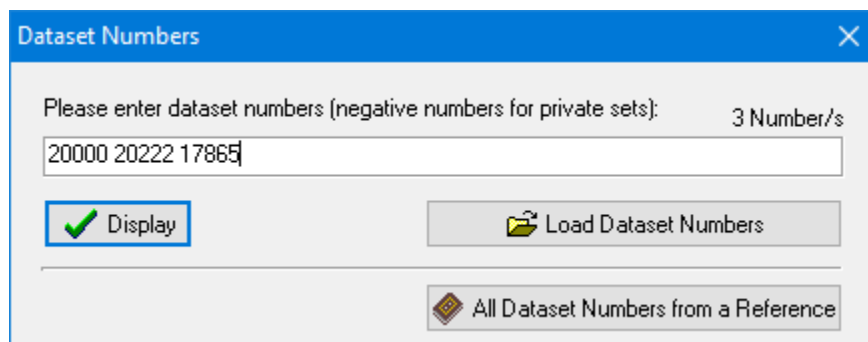 Dataset Numbers
Please enter dataset numbers (negative numbers for private sets):
3 Number/s
20000 20222 17865
Display
Load Dataset Numbers
All Dataset Numbers from a Reference